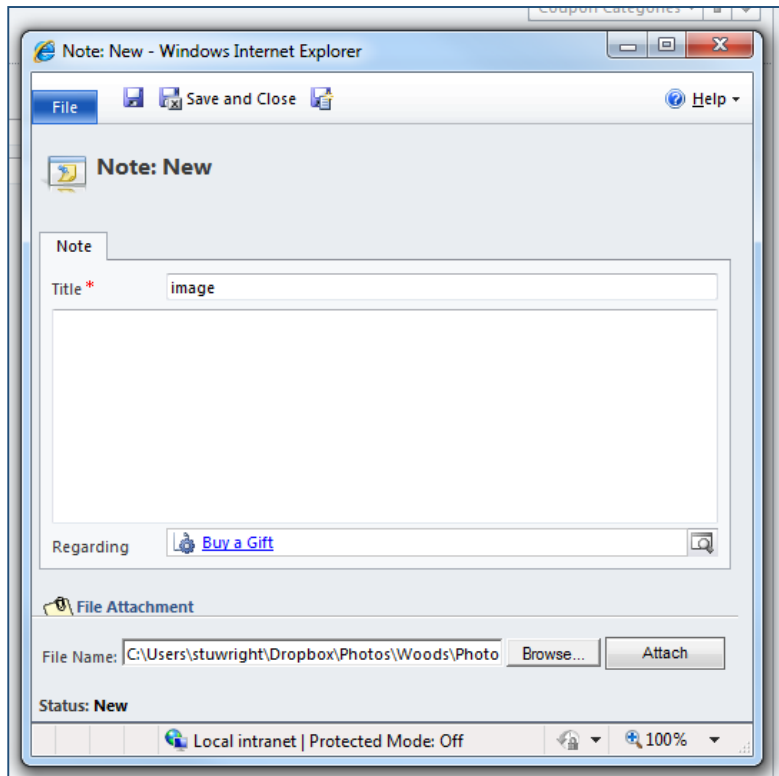 Coupon Categories
Note: New - Windows Internet Explorer
File
Save and Close
Help
Note: New
Note
Title *
image
Regarding
Buy a Gift
File Attachment
File Name:
C:\Users\stuwright\Dropbox\Photos\Woods\Photo
Browse...
Attach
Status: New
Local intranet | Protected Mode: Off
100%